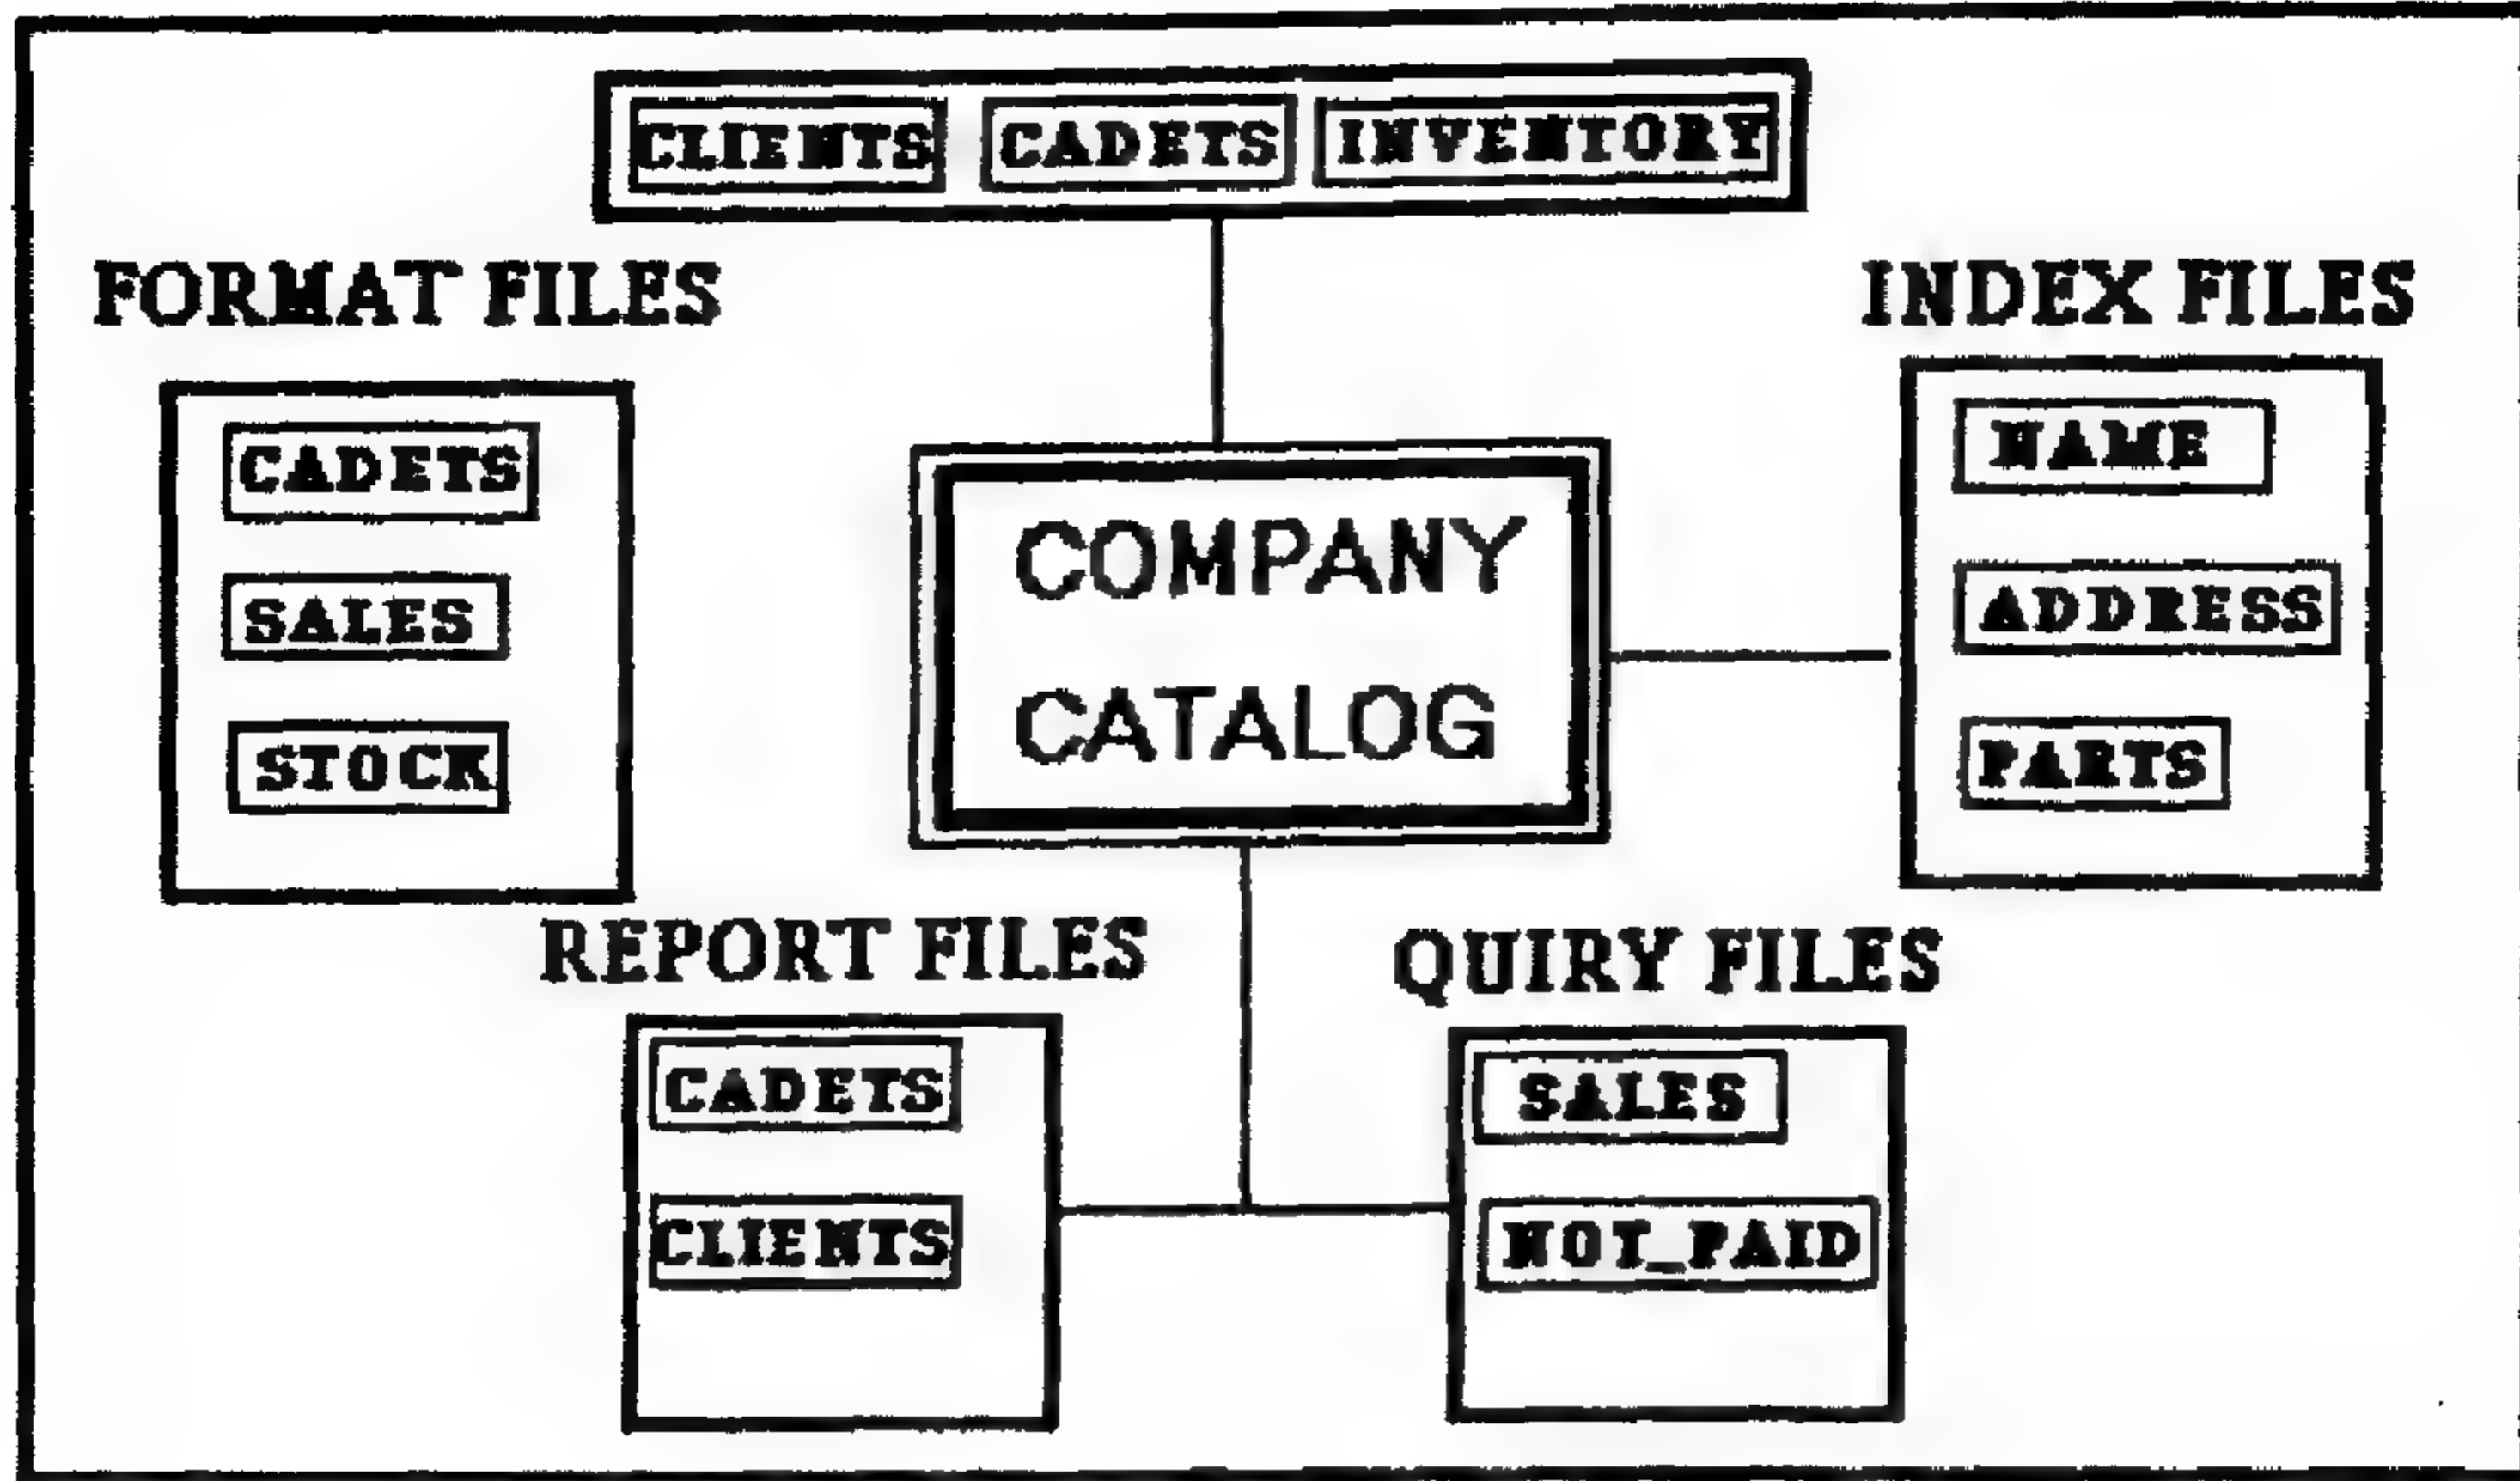 CLIENTS CADETS INVENTORY
FORMAT FILES
CADETS
SALES
STOCK
COMPANY
CATALOG
INDEX FILES
NAME
ADDRESS
PARTS
REPORT FILES
CADETS
CLIENTS
QUIRY FILES
SALES
NOT_PAID